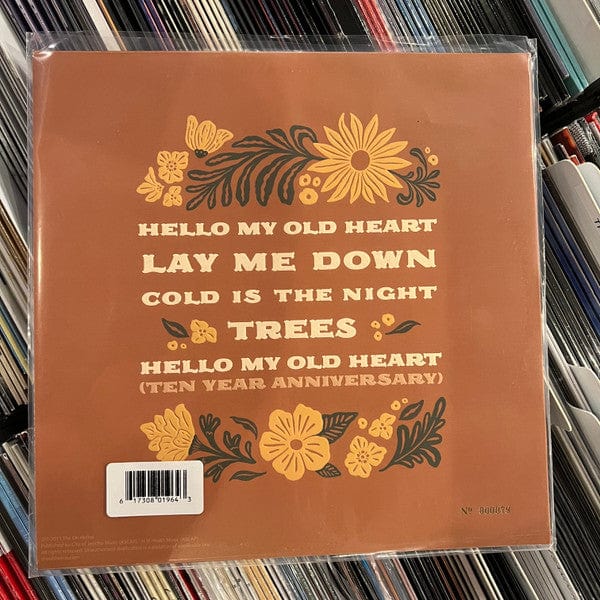 HELLO MY OLD HEART
LAY ME DOWN
COLD IS THE NIGHT
TREES
HELLO MY OLD HEART
(TEN YEAR ANNIVERSARY)
6 17308 01964 3
Nº 000879